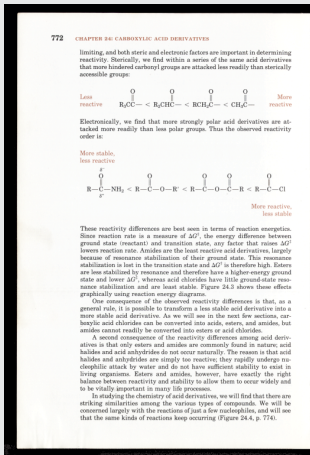 772 CHAPTER 24: CARBOXYLIC ACID DERIVATIVES
limiting, and both steric and electronic factors are important in determining
reactivity. Sterically, we find within a series of the same acid derivatives
that more hindered carbonyl groups are attacked less readily than sterically
accessible groups:
O O O O
Less More
reactive R₃CC— < R₂CHC— < RCH₂C— < CH₃C— reactive
Electronically, we find that more strongly polar acid derivatives are at-
tacked more readily than less polar groups. Thus the observed reactivity
order is:
More stable,
less reactive
δ⁻
O O O O O
R—C—NH₂ < R—C—O—R′ < R—C—O—C—R < R—C—Cl
δ⁺
More reactive,
less stable
These reactivity differences are best seen in terms of reaction energetics.
Since reaction rate is a measure of ΔG‡, the energy difference between
ground state (reactant) and transition state, any factor that raises ΔG‡
lowers reaction rate. Amides are the least reactive acid derivatives, largely
because of resonance stabilization of their ground state. This resonance
stabilization is lost in the transition state and ΔG‡ is therefore high. Esters
are less stabilized by resonance and therefore have a higher-energy ground
state and lower ΔG‡, whereas acid chlorides have little ground-state reso-
nance stabilization and are least stable. Figure 24.3 shows these effects
graphically using reaction energy diagrams.
One consequence of the observed reactivity differences is that, as a
general rule, it is possible to transform a less stable acid derivative into a
more stable acid derivative. As we will see in the next few sections, car-
boxylic acid chlorides can be converted into acids, esters, and amides, but
amides cannot readily be converted into esters or acid chlorides.
A second consequence of the reactivity differences among acid deriv-
atives is that only esters and amides are commonly found in nature; acid
halides and acid anhydrides do not occur naturally. The reason is that acid
halides and anhydrides are simply too reactive; they rapidly undergo nu-
cleophilic attack by water and do not have sufficient stability to exist in
living organisms. Esters and amides, however, have exactly the right
balance between reactivity and stability to allow them to occur widely and
to be vitally important in many life processes.
In studying the chemistry of acid derivatives, we will find that there are
striking similarities among the various types of compounds. We will be
concerned largely with the reactions of just a few nucleophiles, and will see
that the same kinds of reactions keep occurring (Figure 24.4, p. 774).